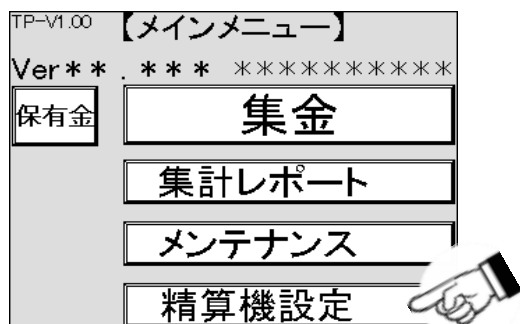 TP-V1.00 【メインメニュー】
Ver**.*** **********
保有金 集金
集計レポート
メンテナンス
精算機設定